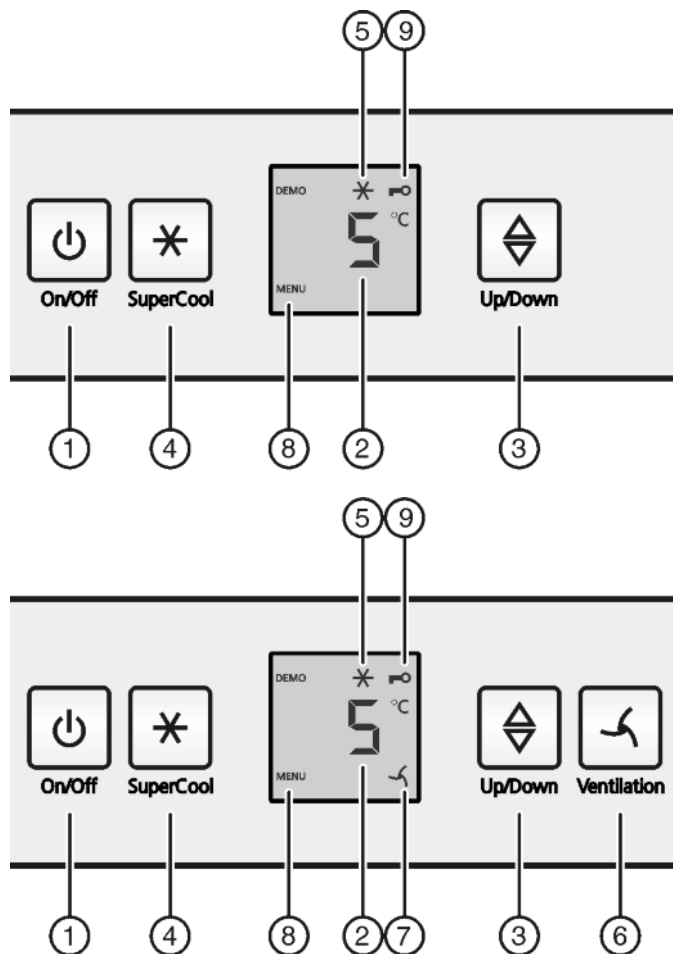 5 9
DEMO
5 °C
MENU
On/Off SuperCool Up/Down
1 4 8 2 3
5 9
DEMO
5 °C
MENU
On/Off SuperCool Up/Down Ventilation
1 4 8 2 7 3 6